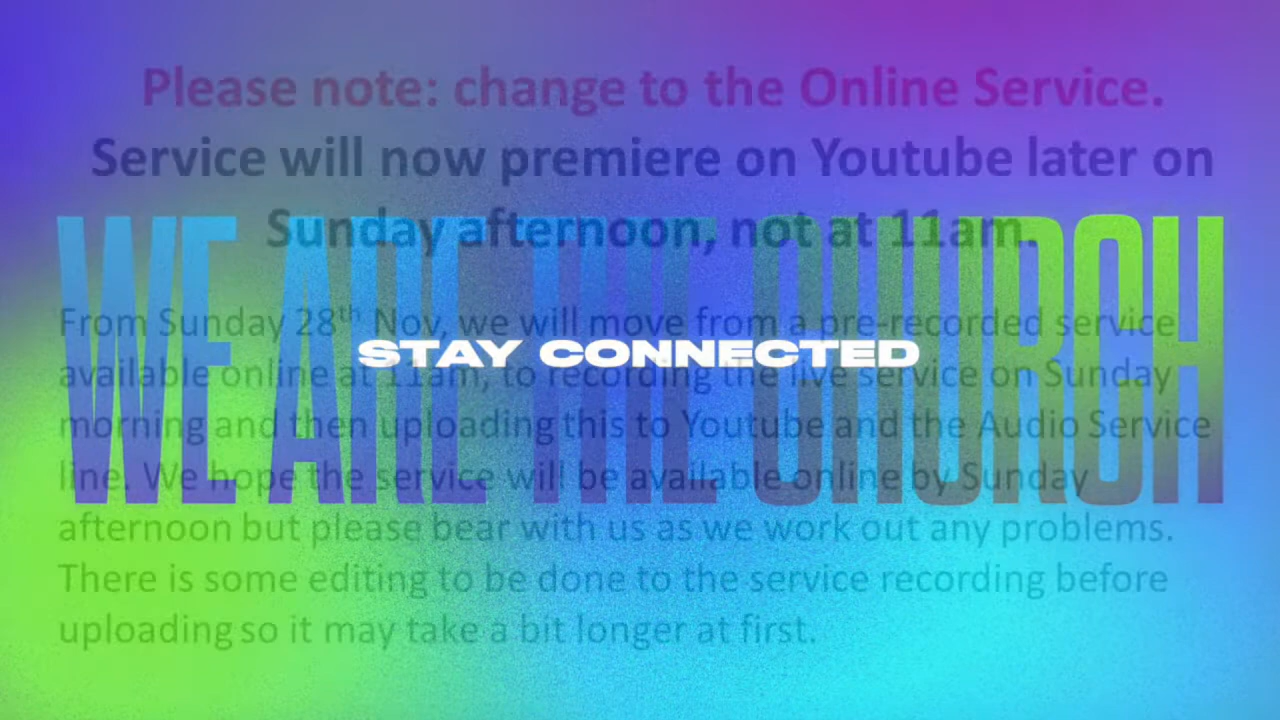 Please note: change to the Online Service.
Service will now premiere on Youtube later on
Sunday afternoon, not at 11am.
WE ARE THE CHURCH
From Sunday 28th Nov, we will move from a pre-recorded service
STAY CONNECTED
available online at 11am, to recording the live service on Sunday
morning and then uploading this to Youtube and the Audio Service
line. We hope the service will be available online by Sunday
afternoon but please bear with us as we work out any problems.
There is some editing to be done to the service recording before
uploading so it may take a bit longer at first.